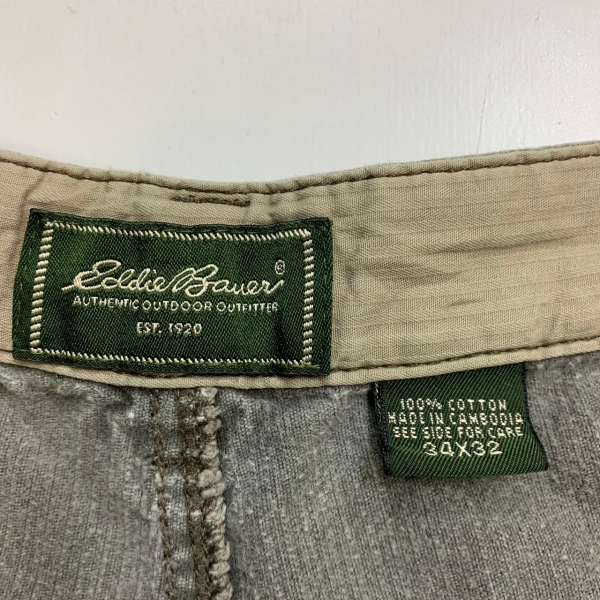 Eddie Bauer®
AUTHENTIC OUTDOOR OUTFITTER
EST. 1920
100% COTTON
MADE IN CAMBODIA
SEE SIDE FOR CARE
34X32